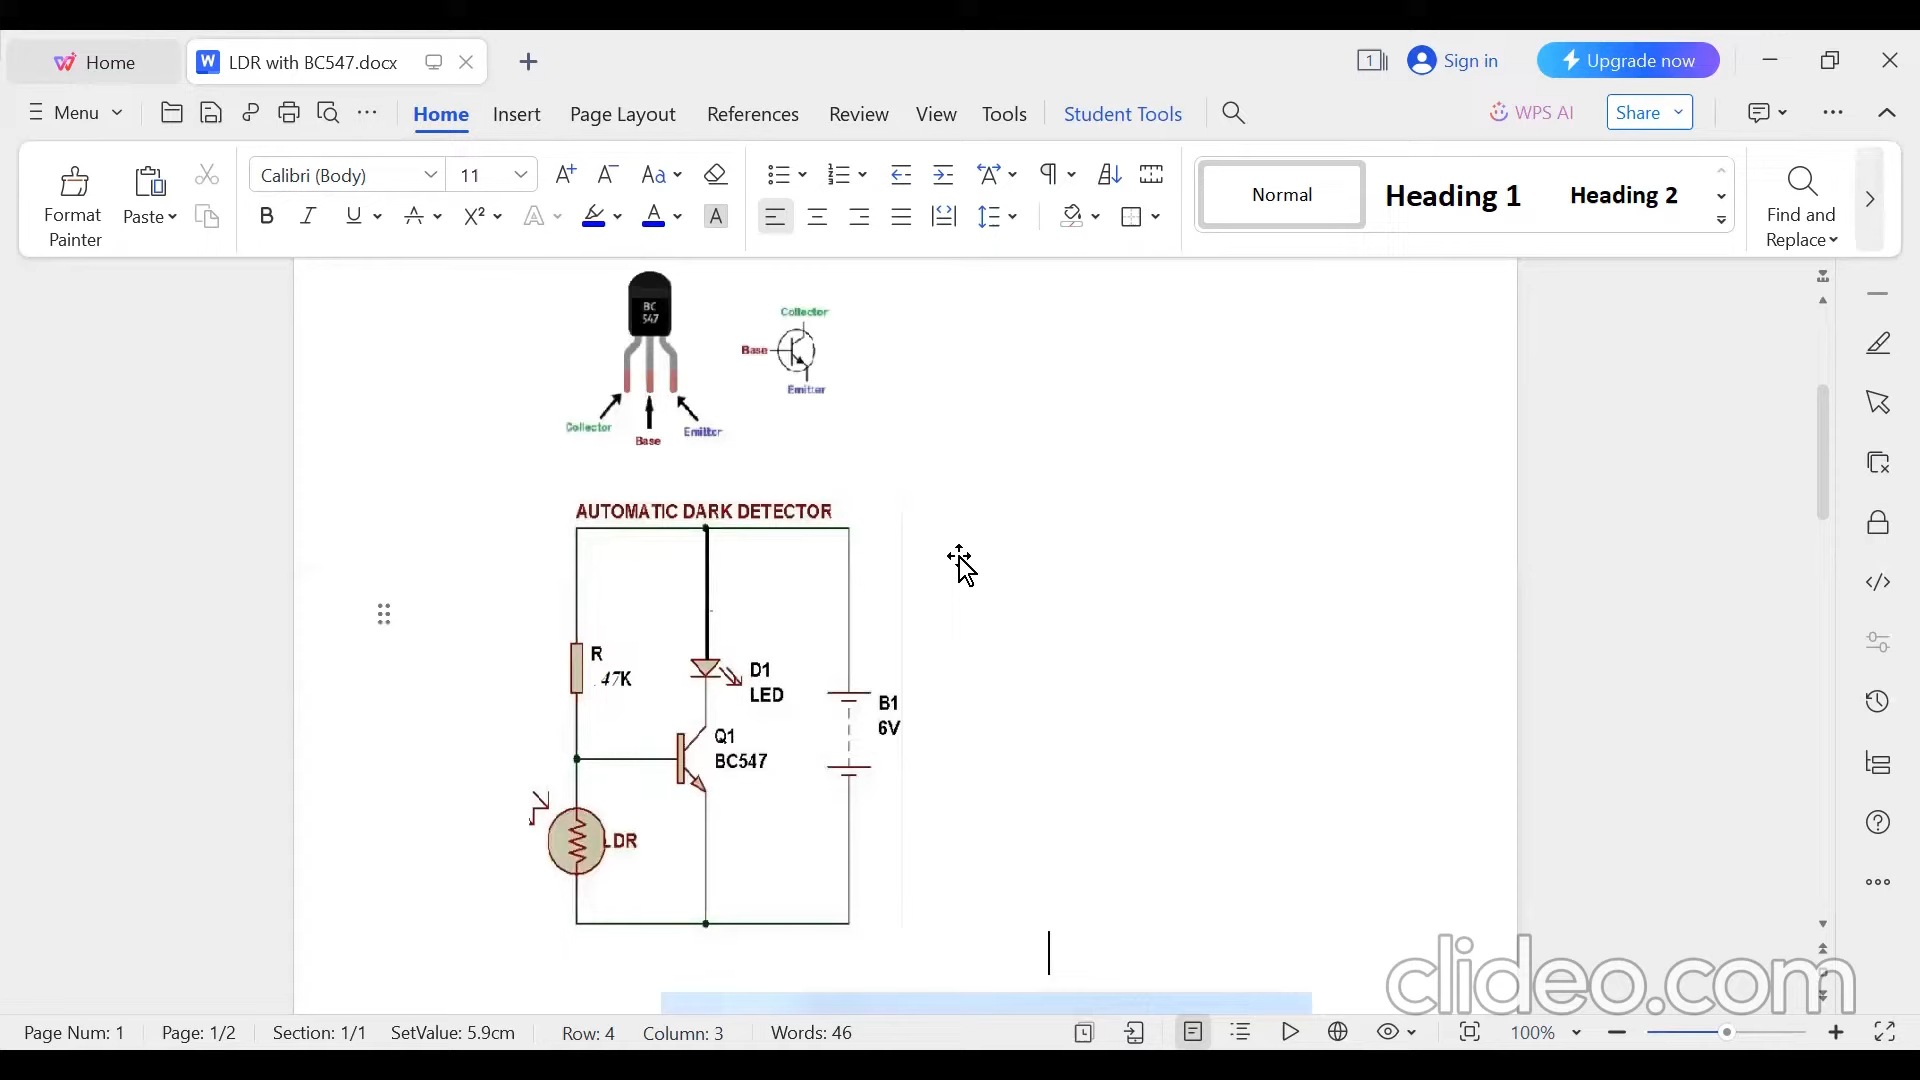 Home
LDR with BC547.docx
1
Sign in
Upgrade now
Menu
Home
Insert
Page Layout
References
Review
View
Tools
Student Tools
WPS AI
Share
Format
Painter
Paste
Calibri (Body)
11
Normal
Heading 1
Heading 2
Find and
Replace
BC
547
Collector
Base
Emitter
Collector
Base
Emitter
AUTOMATIC DARK DETECTOR
R
47K
D1
LED
Q1
BC547
B1
6V
LDR
clideo.com
Page Num: 1
Page: 1/2
Section: 1/1
SetValue: 5.9cm
Row: 4
Column: 3
Words: 46
100%